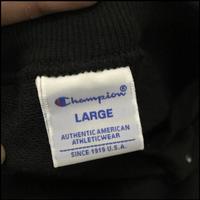 Champion®
LARGE
AUTHENTIC AMERICAN
ATHLETICWEAR
SINCE 1919 U.S.A.